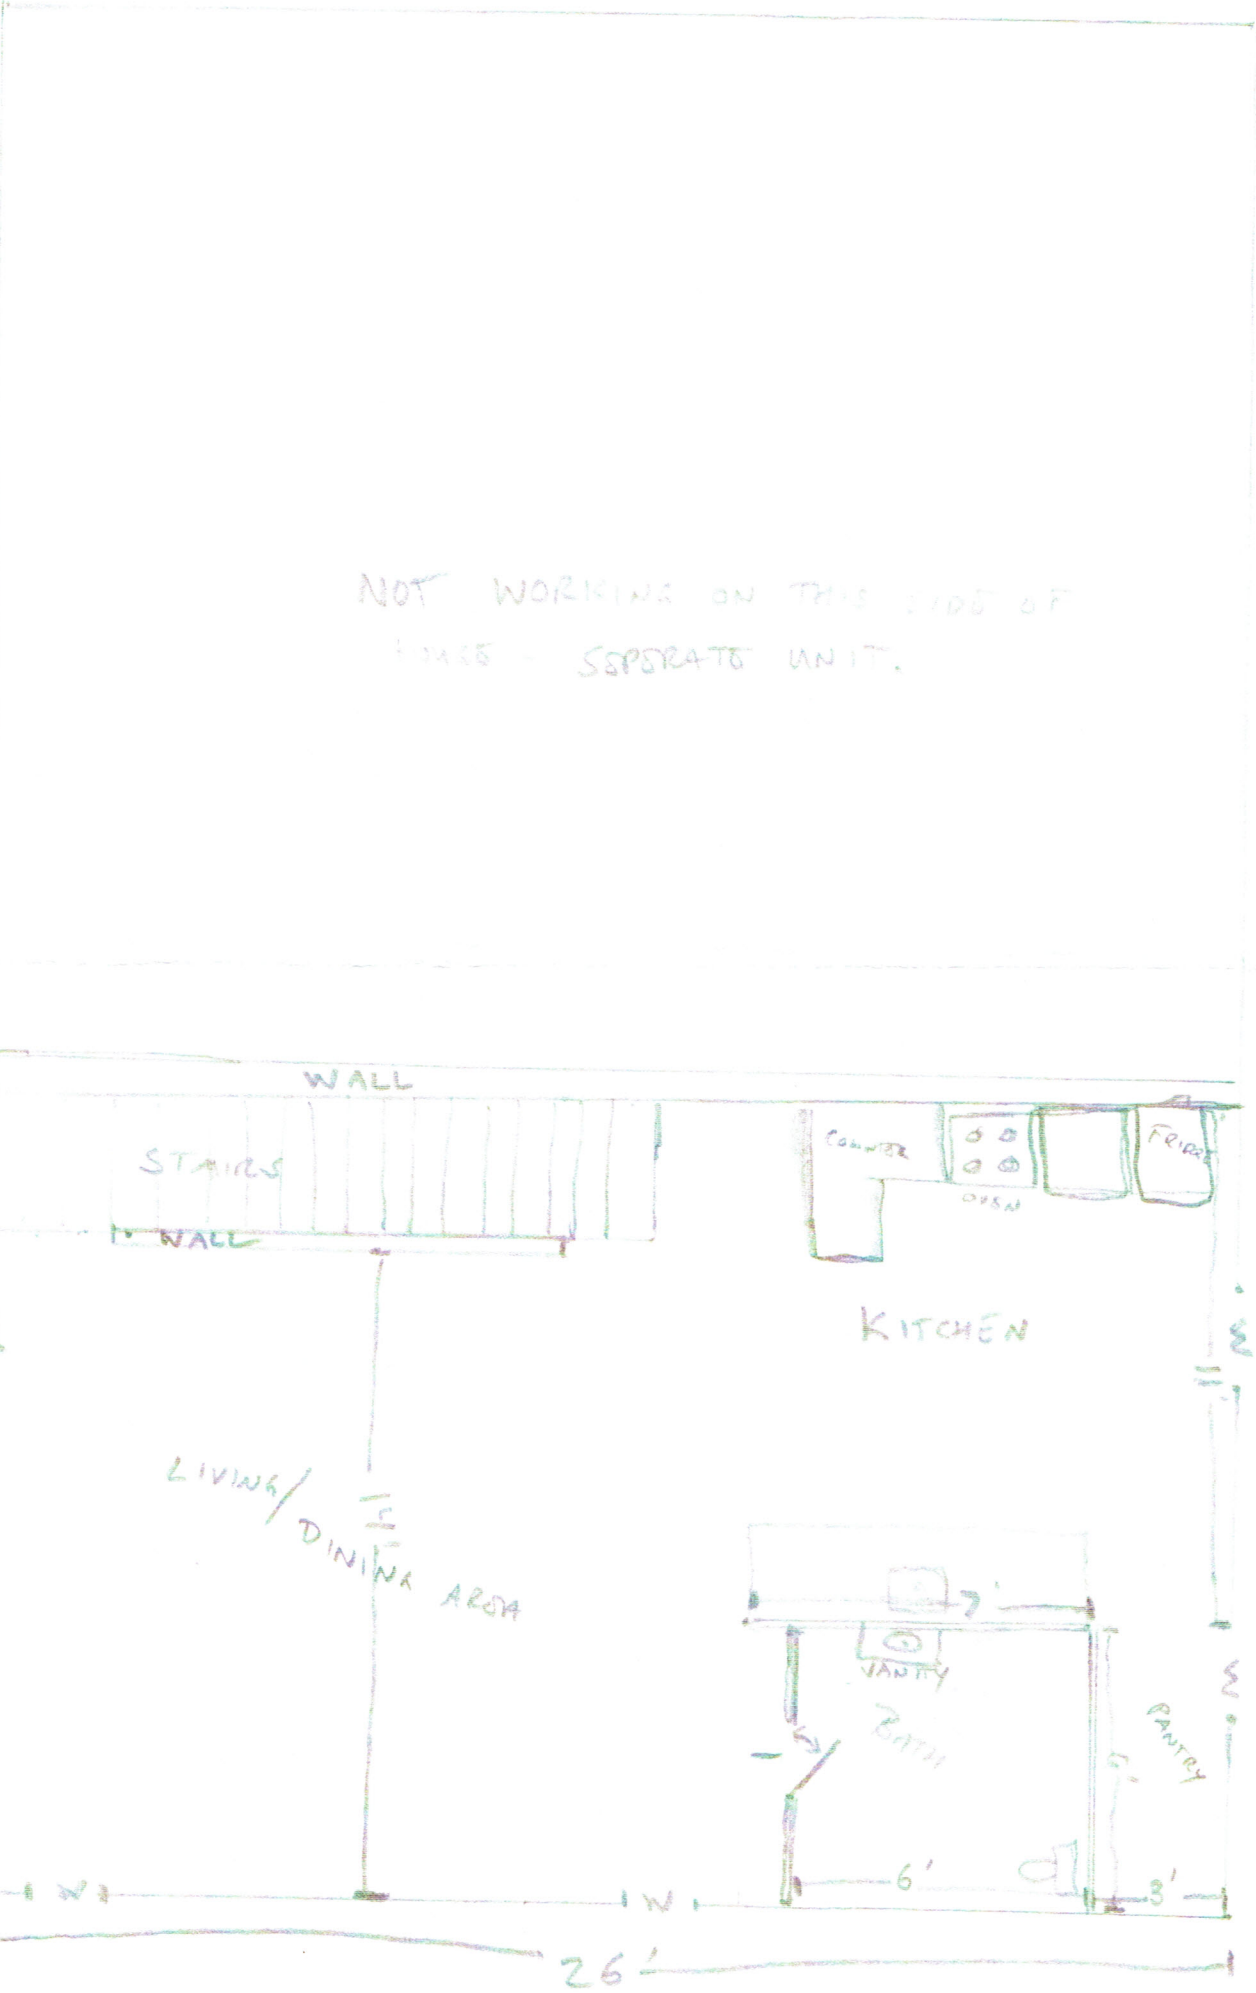 NOT WORKING ON THIS SIDE OF
HOUSE - SEPERATE UNIT.
WALL
STAIRS
COUNTER
OVEN
FRIDGE
WALL
KITCHEN
LIVING/
DINING AREA
7'
VANITY
BATH
PANTRY
6'
3'
W
W
26'